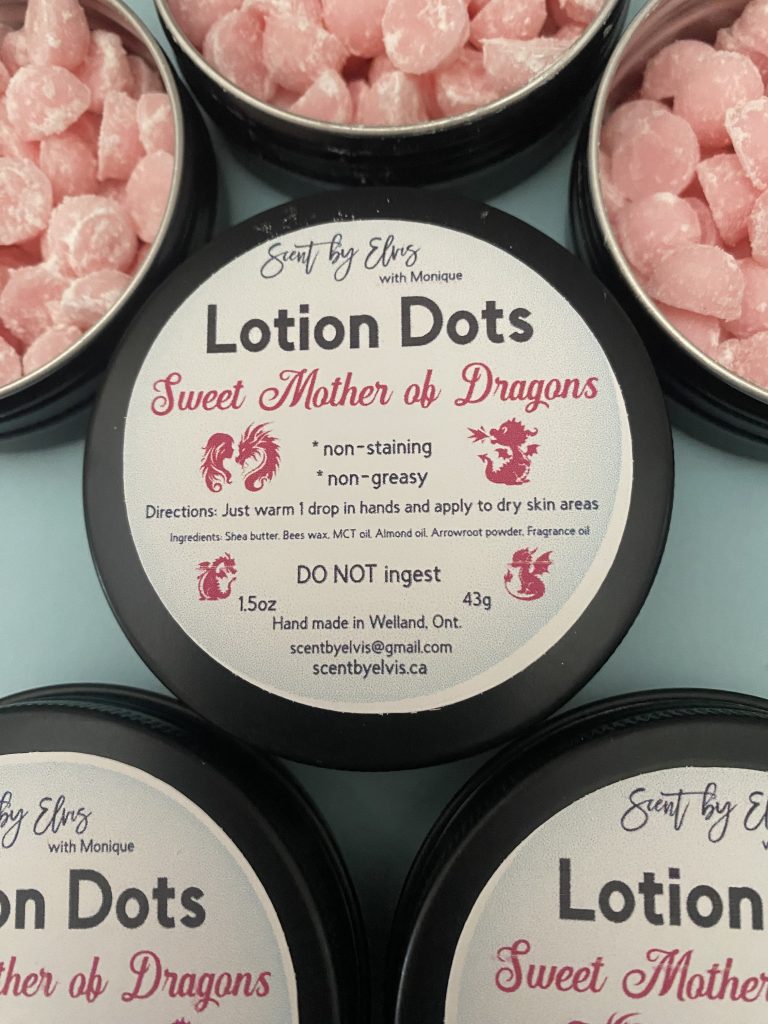 Scent by Elvis
with Monique
Lotion Dots
Sweet Mother of Dragons
* non-staining
* non-greasy
Directions: Just warm 1 drop in hands and apply to dry skin areas
Ingredients: Shea butter, Bees wax, MCT oil, Almond oil, Arrowroot powder, Fragrance oil
DO NOT ingest
1.5oz 43g
Hand made in Welland, Ont.
scentbyelvis@gmail.com
scentbyelvis.ca
by Elvis
with Monique
on Dots
ther of Dragons
Scent by El
Lotion
Sweet Mother